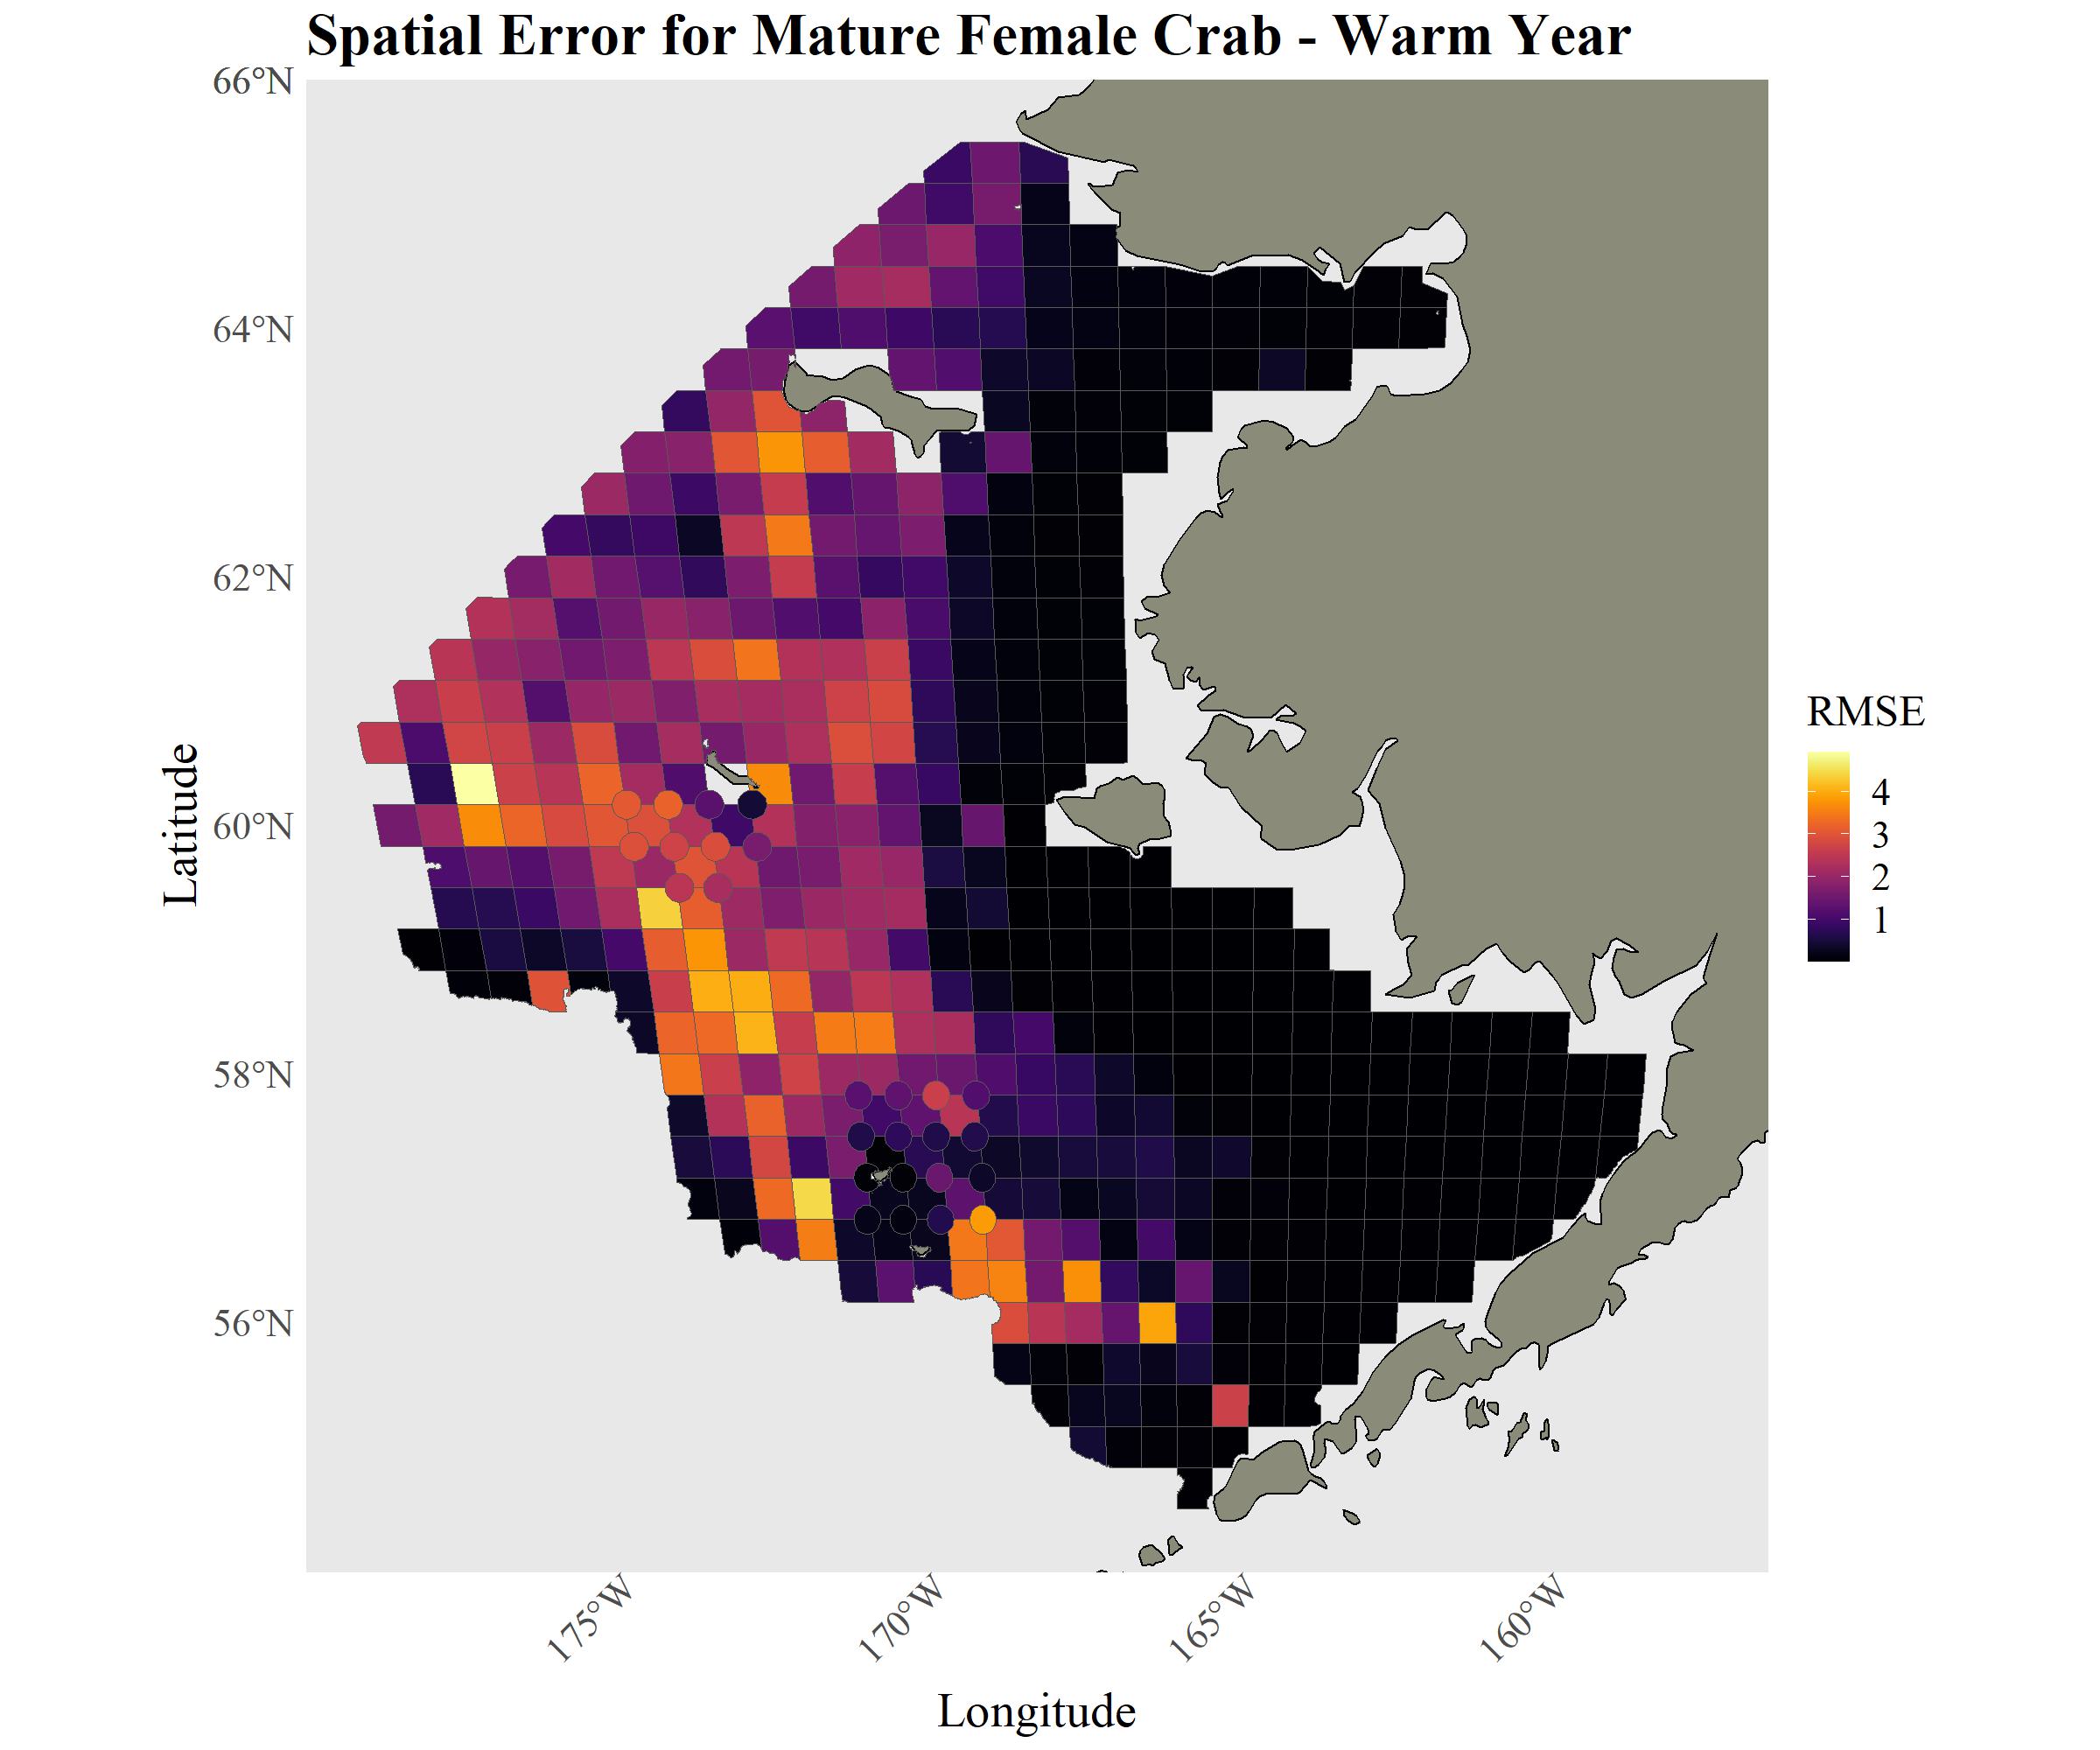 Spatial Error for Mature Female Crab - Warm Year
66°N
64°N
62°N
60°N
58°N
56°N
Latitude
175°W
170°W
165°W
160°W
Longitude
RMSE
4
3
2
1